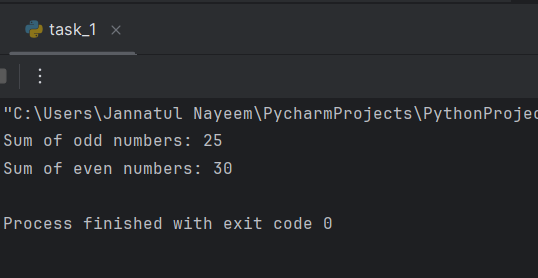 task_1
"C:\Users\Jannatul Nayeem\PycharmProjects\PythonProjec
Sum of odd numbers: 25
Sum of even numbers: 30
Process finished with exit code 0